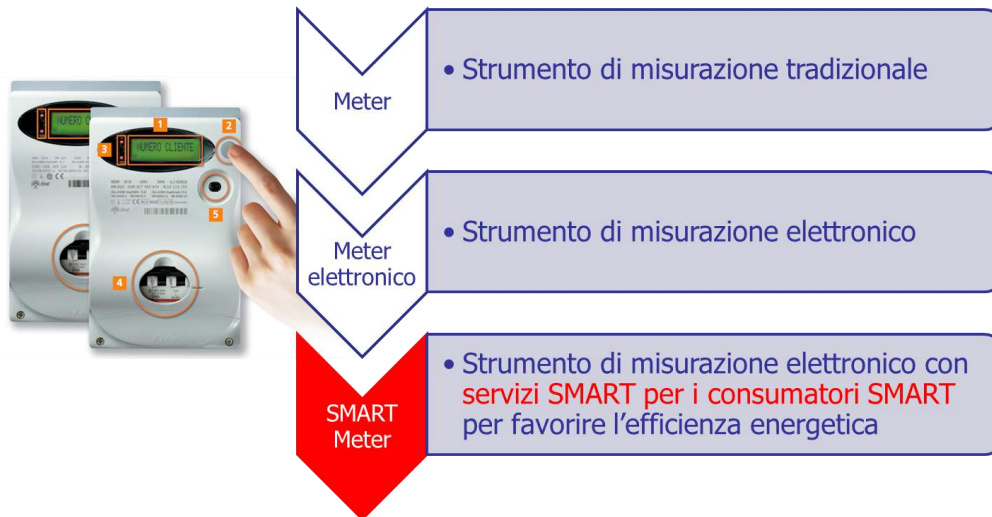 Meter
• Strumento di misurazione tradizionale
Meter
elettronico
• Strumento di misurazione elettronico
SMART
Meter
• Strumento di misurazione elettronico con
servizi SMART per i consumatori SMART
per favorire l’efficienza energetica
NUMERO C
1
2
3
NUMERO CLIENTE
5
4